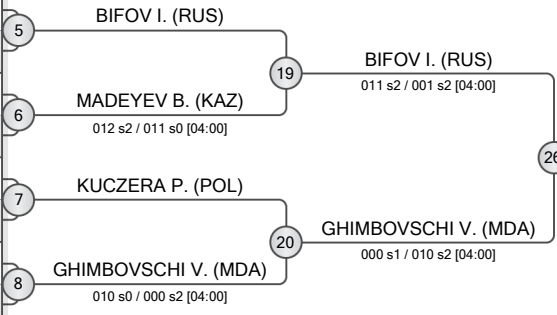 BIFOV I. (RUS)
5
19
BIFOV I. (RUS)
011 s2 / 001 s2 [04:00]
MADEYEV B. (KAZ)
6
012 s2 / 011 s0 [04:00]
26
KUCZERA P. (POL)
7
20
GHIMBOVSCHI V. (MDA)
000 s1 / 010 s2 [04:00]
GHIMBOVSCHI V. (MDA)
8
010 s0 / 000 s2 [04:00]